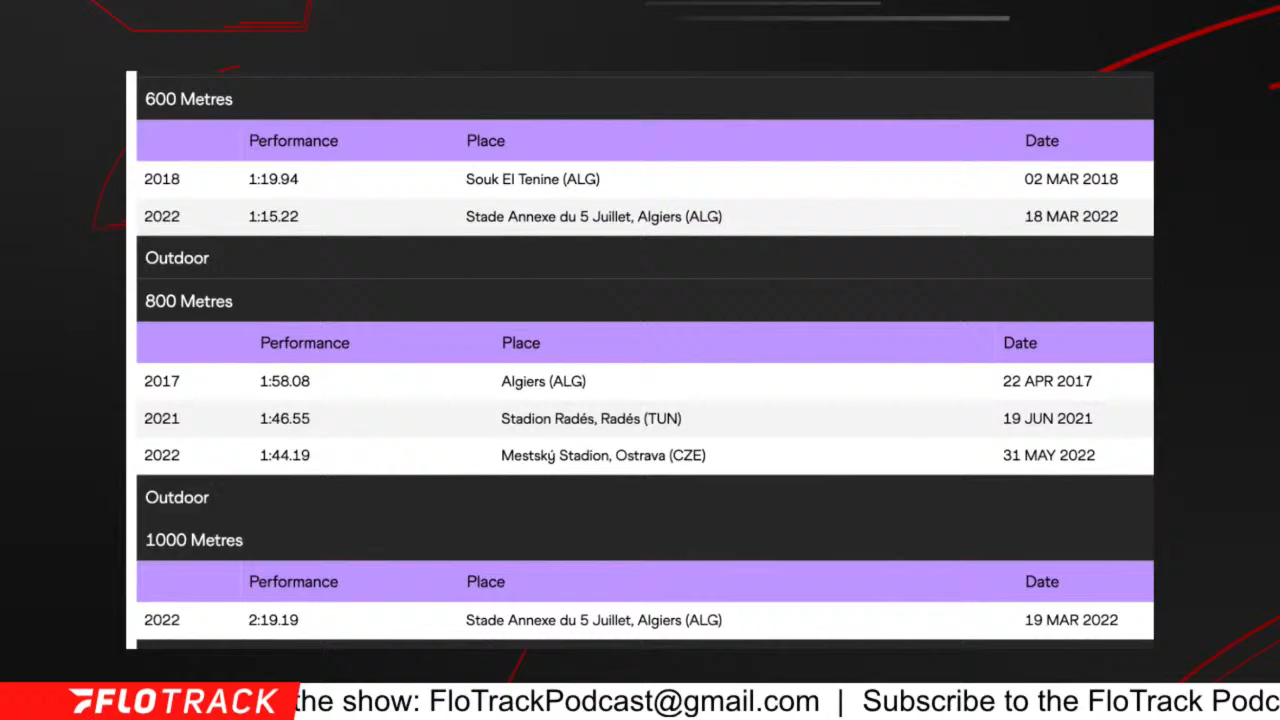 600 Metres
Performance Place Date
2018 1:19.94 Souk El Tenine (ALG) 02 MAR 2018
2022 1:15.22 Stade Annexe du 5 Juillet, Algiers (ALG) 18 MAR 2022
Outdoor
800 Metres
Performance Place Date
2017 1:58.08 Algiers (ALG) 22 APR 2017
2021 1:46.55 Stadion Radés, Radés (TUN) 19 JUN 2021
2022 1:44.19 Mestský Stadion, Ostrava (CZE) 31 MAY 2022
Outdoor
1000 Metres
Performance Place Date
2022 2:19.19 Stade Annexe du 5 Juillet, Algiers (ALG) 19 MAR 2022
FLOTRACK the show: FloTrackPodcast@gmail.com | Subscribe to the FloTrack Podc